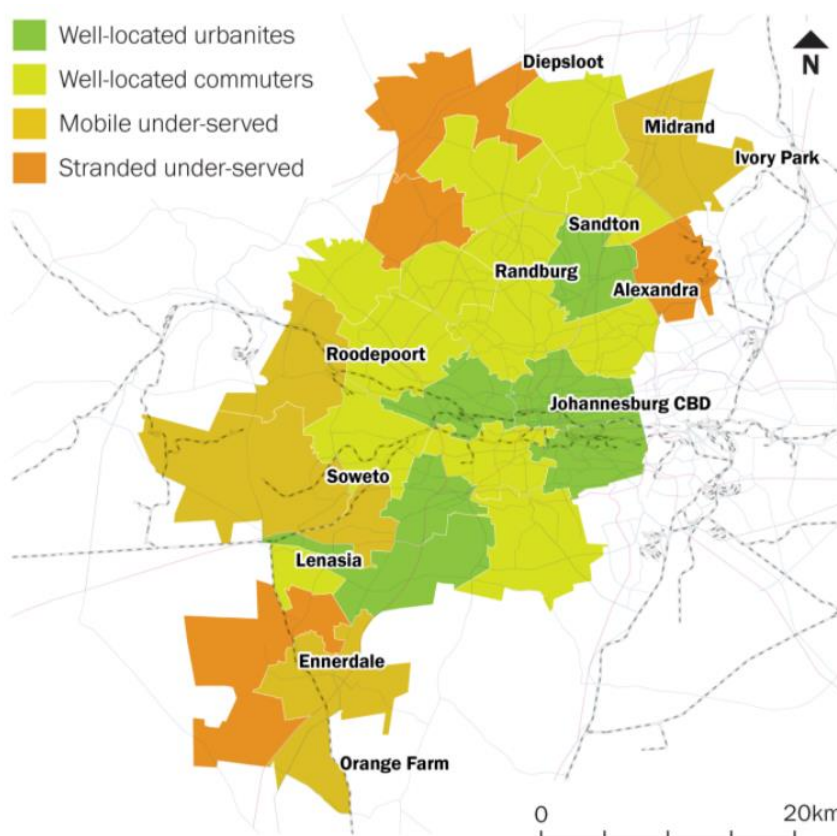 Well-located urbanites
Well-located commuters
Mobile under-served
Stranded under-served
N
Diepsloot
Midrand
Ivory Park
Sandton
Randburg
Alexandra
Roodepoort
Johannesburg CBD
Soweto
Lenasia
Ennerdale
Orange Farm
0 20km